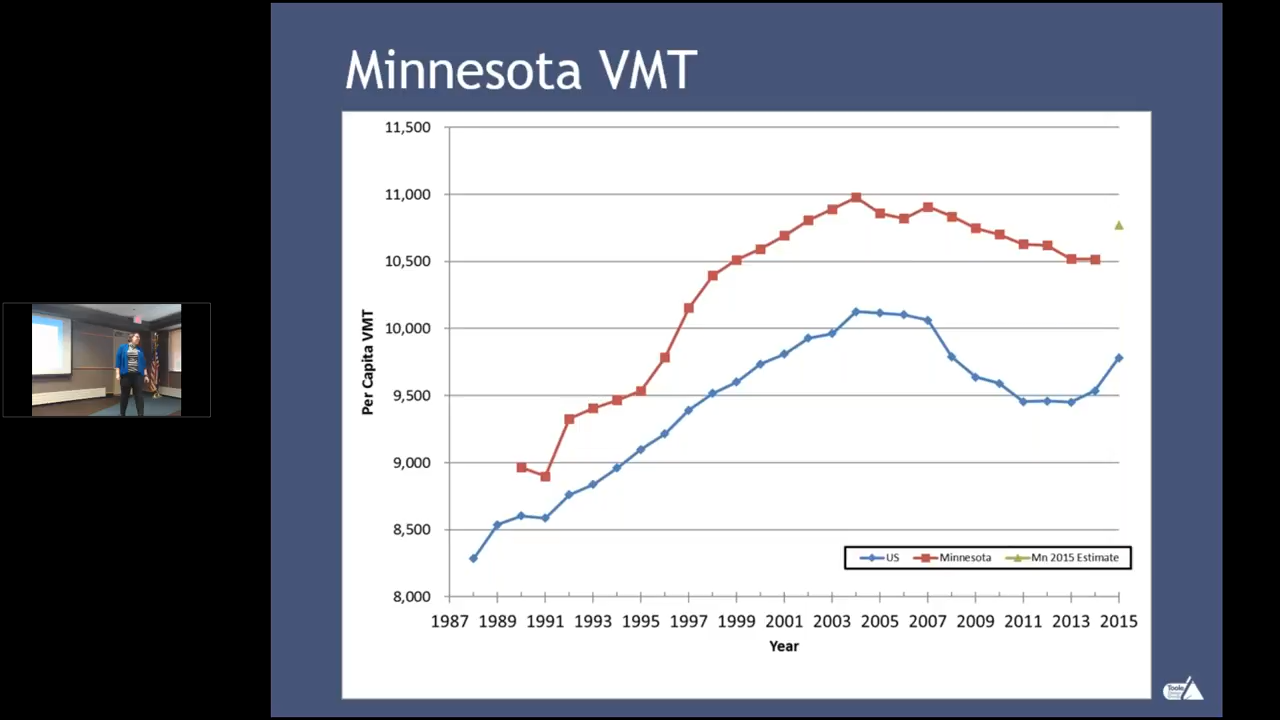 Minnesota VMT
11,500
11,000
10,500
10,000
9,500
9,000
8,500
8,000
Per Capita VMT
1987 1989 1991 1993 1995 1997 1999 2001 2003 2005 2007 2009 2011 2013 2015
Year
US Minnesota Mn 2015 Estimate
Toole